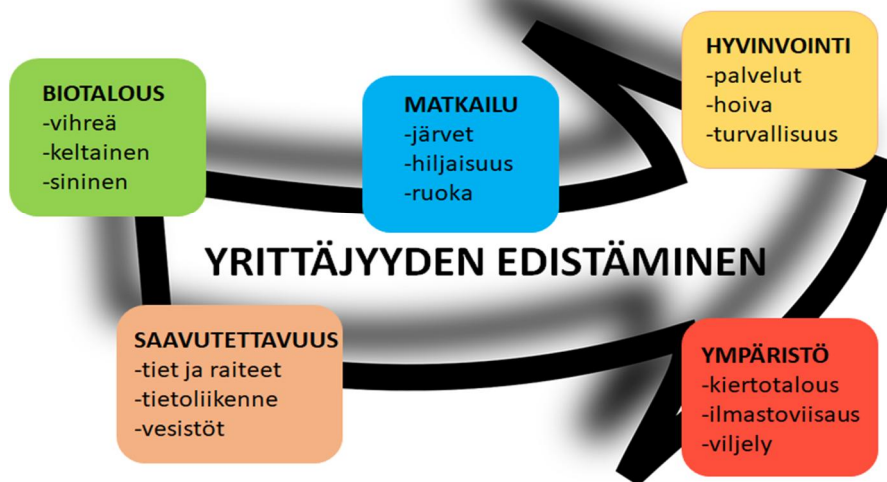 BIOTALOUS
-vihreä
-keltainen
-sininen
MATKAILU
-järvet
-hiljaisuus
-ruoka
HYVINVOINTI
-palvelut
-hoiva
-turvallisuus
YRITTÄJYYDEN EDISTÄMINEN
SAAVUTETTAVUUS
-tiet ja raiteet
-tietoliikenne
-vesistöt
YMPÄRISTÖ
-kiertotalous
-ilmastoviisaus
-viljely